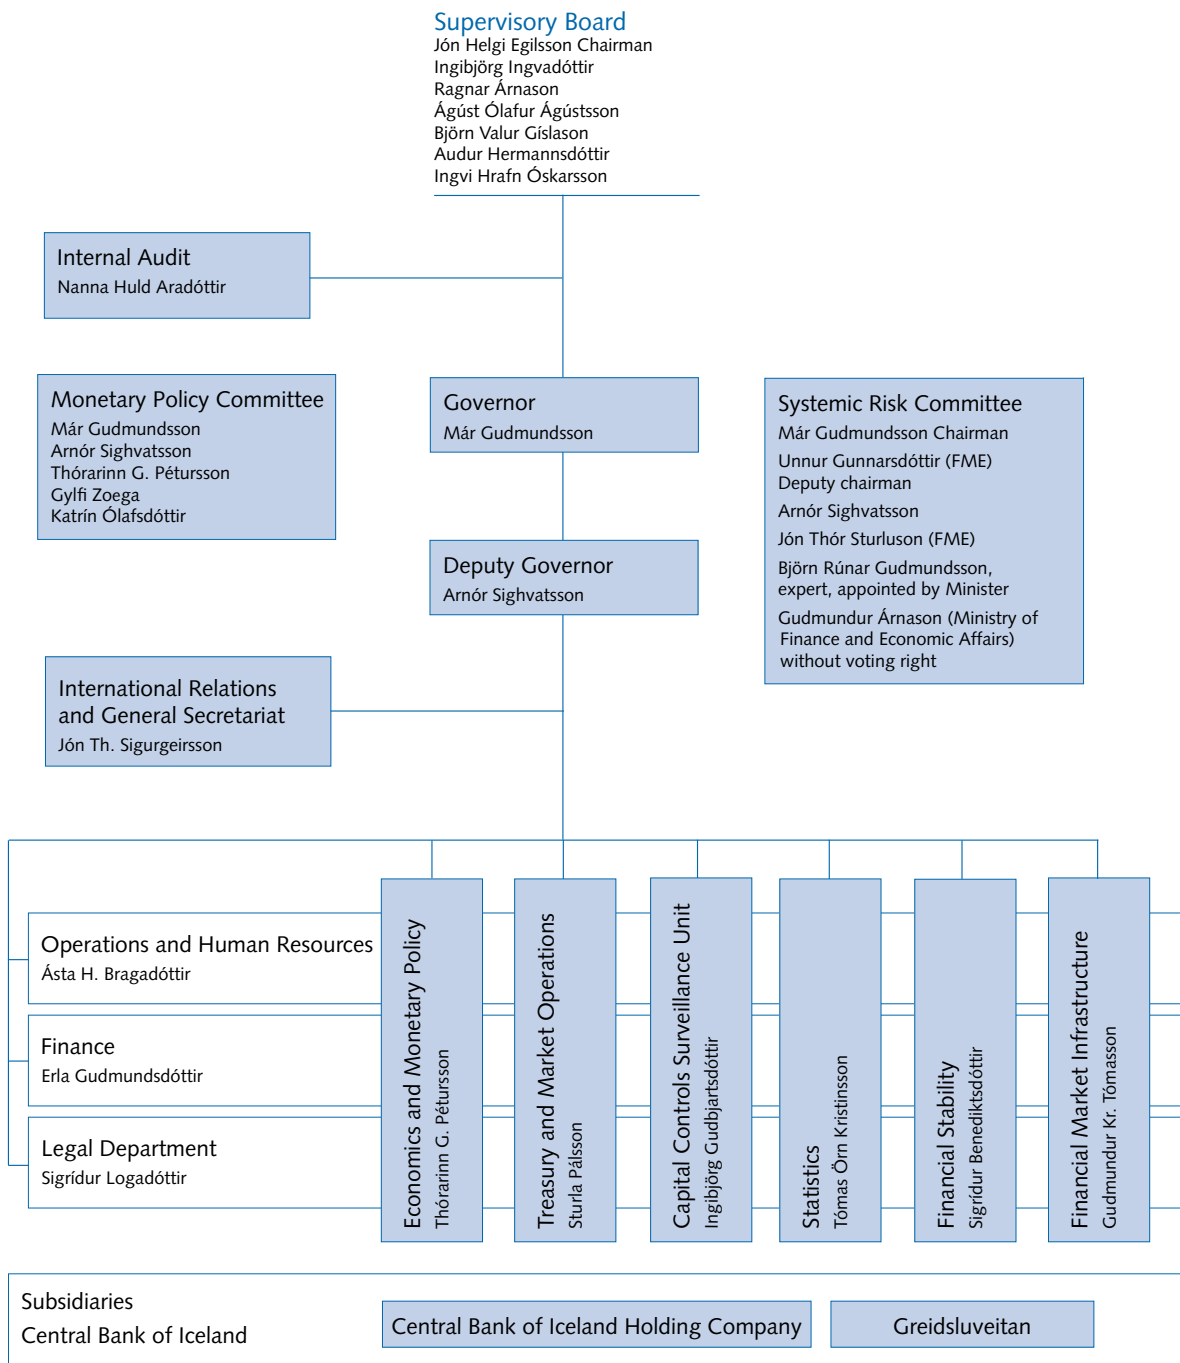 Supervisory Board
Jón Helgi Egilsson Chairman
Ingibjörg Ingvadóttir
Ragnar Árnason
Ágúst Ólafur Ágústsson
Björn Valur Gíslason
Audur Hermannsdóttir
Ingvi Hrafn Óskarsson
Internal Audit
Nanna Huld Aradóttir
Monetary Policy Committee
Már Gudmundsson
Arnór Sighvatsson
Thórarinn G. Pétursson
Gylfi Zoega
Katrín Ólafsdóttir
Governor
Már Gudmundsson
Systemic Risk Committee
Már Gudmundsson Chairman
Unnur Gunnarsdóttir (FME)
Deputy chairman
Arnór Sighvatsson
Jón Thór Sturluson (FME)
Björn Rúnar Gudmundsson,
expert, appointed by Minister
Gudmundur Árnason (Ministry of
Finance and Economic Affairs)
without voting right
Deputy Governor
Arnór Sighvatsson
International Relations
and General Secretariat
Jón Th. Sigurgeirsson
Operations and Human Resources
Ásta H. Bragadóttir
Finance
Erla Gudmundsdóttir
Legal Department
Sigrídur Logadóttir
Economics and Monetary Policy
Thórarinn G. Pétursson
Treasury and Market Operations
Sturla Pálsson
Capital Controls Surveillance Unit
Ingibjörg Gudbjartsdóttir
Statistics
Tómas Örn Kristinsson
Financial Stability
Sigrídur Benediktsdóttir
Financial Market Infrastructure
Gudmundur Kr. Tómasson
Subsidiaries
Central Bank of Iceland
Central Bank of Iceland Holding Company
Greidsluveitan